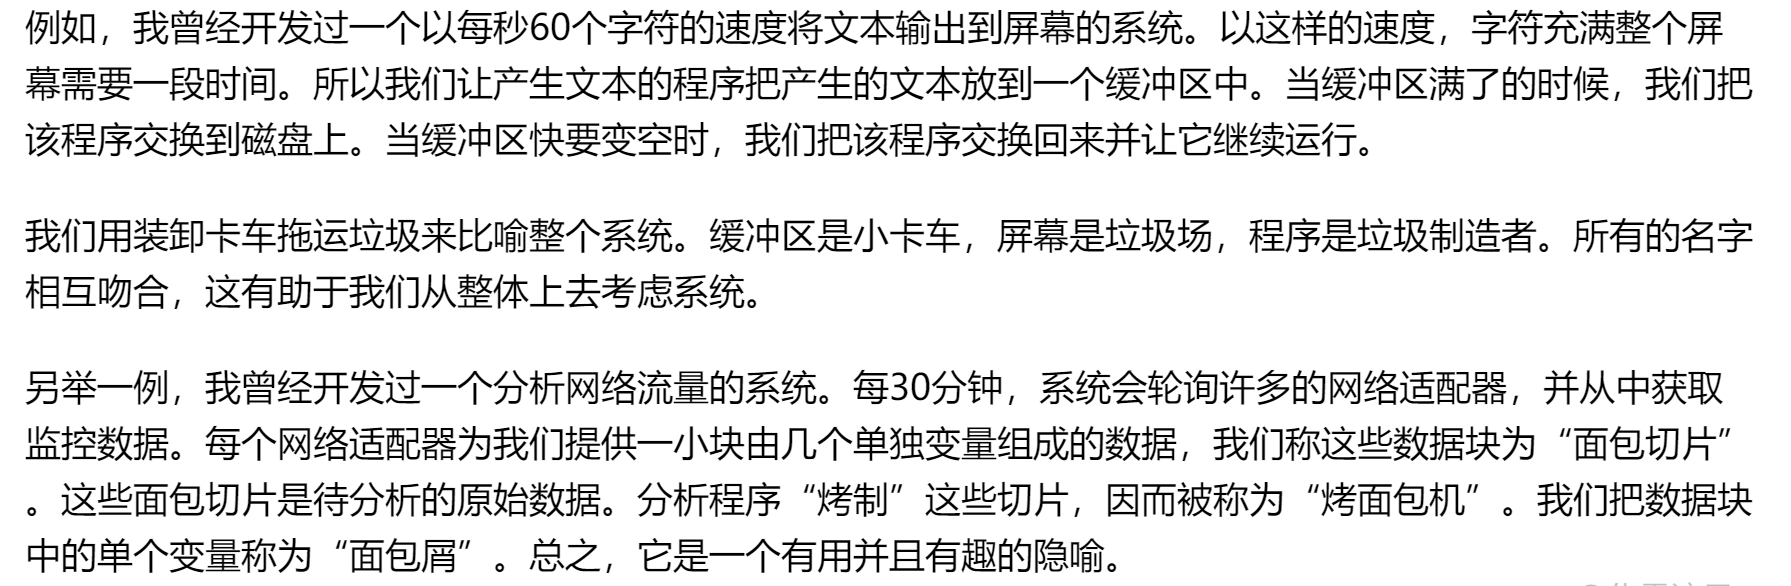 例如，我曾经开发过一个以每秒60个字符的速度将文本输出到屏幕的系统。以这样的速度，字符充满整个屏
幕需要一段时间。所以我们让产生文本的程序把产生的文本放到一个缓冲区中。当缓冲区满了的时候，我们把
该程序交换到磁盘上。当缓冲区快要变空时，我们把该程序交换回来并让它继续运行。
我们用装卸卡车拖运垃圾来比喻整个系统。缓冲区是小卡车，屏幕是垃圾场，程序是垃圾制造者。所有的名字
相互吻合，这有助于我们从整体上去考虑系统。
另举一例，我曾经开发过一个分析网络流量的系统。每30分钟，系统会轮询许多的网络适配器，并从中获取
监控数据。每个网络适配器为我们提供一小块由几个单独变量组成的数据，我们称这些数据块为“面包切片”
。这些面包切片是待分析的原始数据。分析程序“烤制”这些切片，因而被称为“烤面包机”。我们把数据块
中的单个变量称为“面包屑”。总之，它是一个有用并且有趣的隐喻。